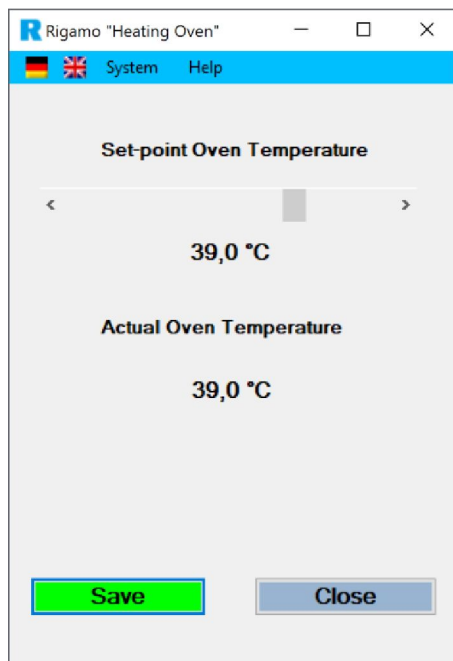 R Rigamo "Heating Oven"
System Help
Set-point Oven Temperature
39,0 °C
Actual Oven Temperature
39,0 °C
Save Close